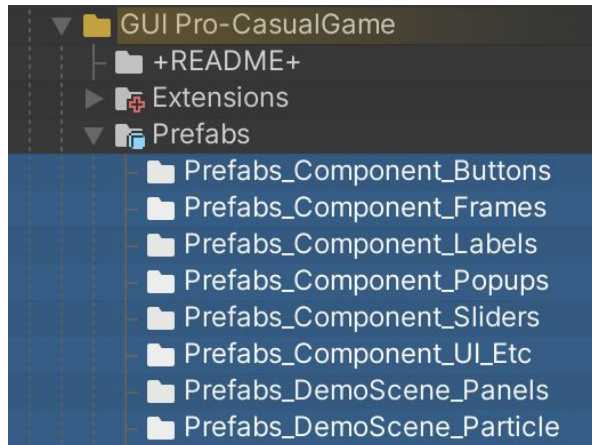 GUI Pro-CasualGame
+README+
Extensions
Prefabs
Prefabs_Component_Buttons
Prefabs_Component_Frames
Prefabs_Component_Labels
Prefabs_Component_Popups
Prefabs_Component_Sliders
Prefabs_Component_UI_Etc
Prefabs_DemoScene_Panels
Prefabs_DemoScene_Particle